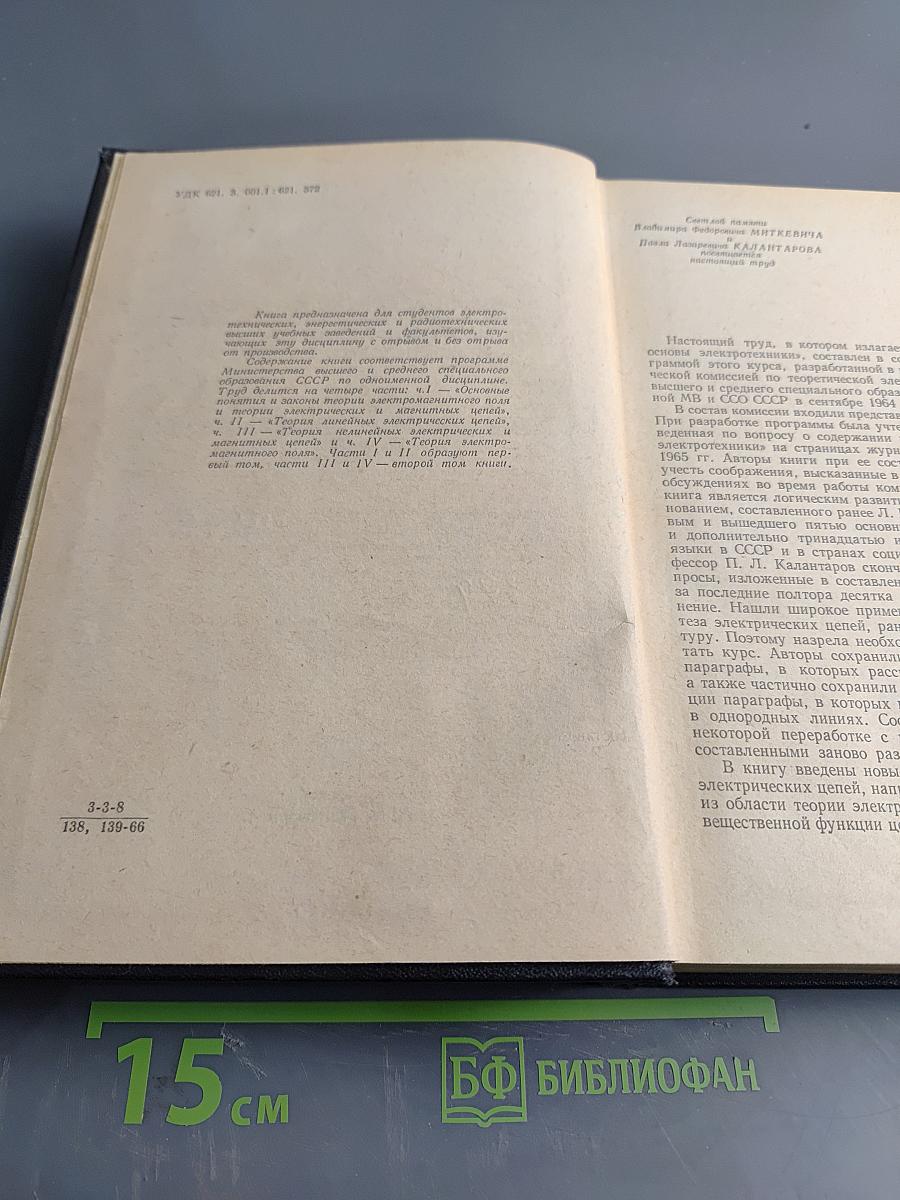 УДК 621. 3. 001.1 : 621. 372
Книга предназначена для студентов электро-
технических, энергетических и радиотехнических
высших учебных заведений и факультетов, изу-
чающих эту дисциплину с отрывом и без отрыва
от производства.
Содержание книги соответствует программе
Министерства высшего и среднего специального
образования СССР по одноименной дисциплине.
Труд делится на четыре части: ч.I — «Основные
понятия и законы теории электромагнитного поля
и теории электрических и магнитных цепей»,
ч. II — «Теория линейных электрических цепей»,
ч. III — «Теория нелинейных электрических и
магнитных цепей» и ч. IV — «Теория электро-
магнитного поля». Части I и II образуют пер-
вый том, части III и IV — второй том книги.
3-3-8
138, 139-66
Светлой памяти
Владимира Федоровича МИТКЕВИЧА
и
Павла Лазаревича КАЛАНТАРОВА
посвящается
настоящий труд
Настоящий труд, в котором излагае
основы электротехники», составлен в со
граммой этого курса, разработанной в
ческой комиссией по теоретической эле
высшего и среднего специального образ
ной МВ и ССО СССР в сентябре 1964
В состав комиссии входили представ
При разработке программы была учте
веденная по вопросу о содержании
электротехники» на страницах журн
1965 гг. Авторы книги при ее сост
учесть соображения, высказанные в
обсуждениях во время работы ком
книга является логическим развити
нованием, составленного ранее Л.
вым и вышедшего пятью основн
и дополнительно тринадцатью и
языки в СССР и в странах соци
фессор П. Л. Калантаров сконч
просы, изложенные в составлен
за последние полтора десятка
нение. Нашли широкое примен
теза электрических цепей, ран
туру. Поэтому назрела необхо
тать курс. Авторы сохранили
параграфы, в которых расс
а также частично сохранили
ции параграфы, в которых
в однородных линиях. Соо
некоторой переработке с
составленными заново раз
В книгу введены новы
электрических цепей, нап
из области теории электр
вещественной функции це
15 см
БФ БИБЛИОФАН